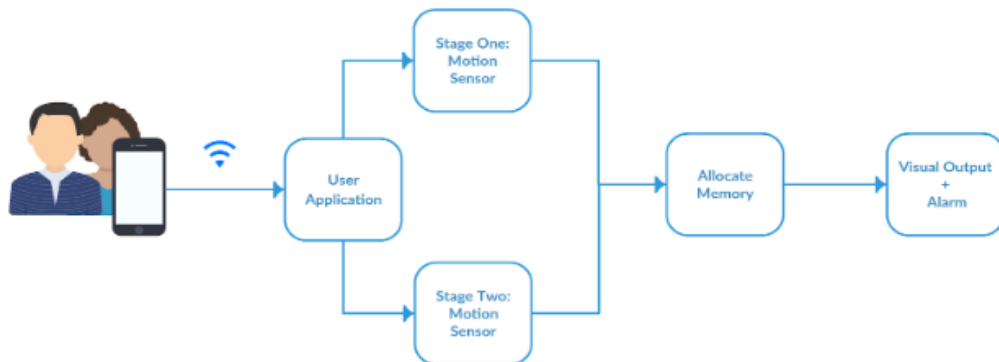 Stage One:
Motion
Sensor
User
Application
Allocate
Memory
Visual Output
+
Alarm
Stage Two:
Motion
Sensor